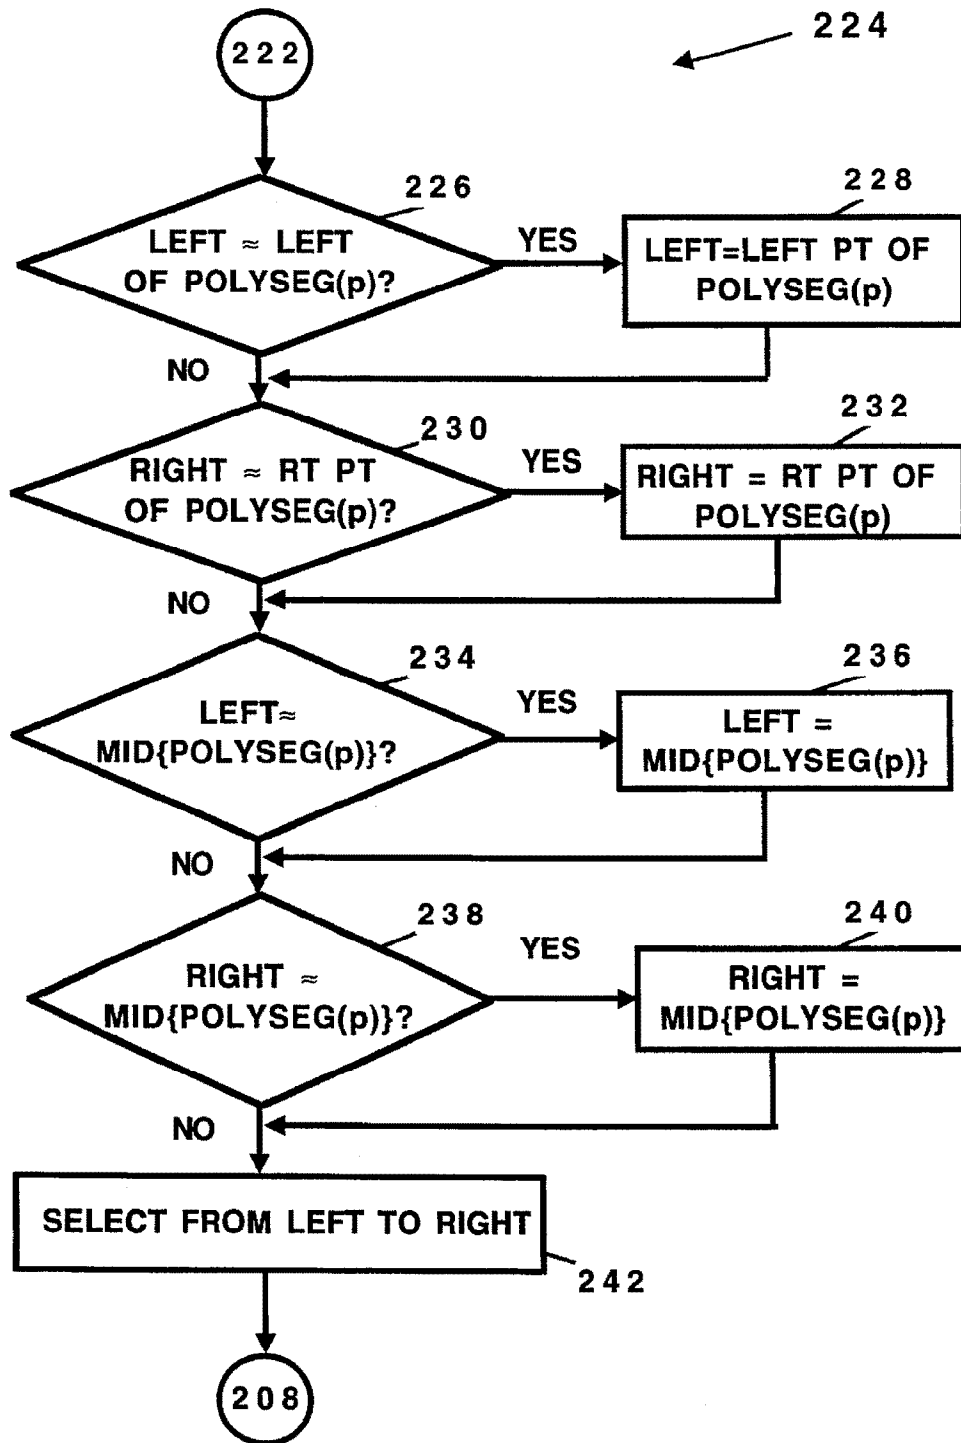 224
222
226
LEFT ≈ LEFT
OF POLYSEG(p)?
YES
228
LEFT=LEFT PT OF
POLYSEG(p)
NO
230
RIGHT ≈ RT PT
OF POLYSEG(p)?
YES
232
RIGHT = RT PT OF
POLYSEG(p)
NO
234
LEFT≈
MID{POLYSEG(p)}?
YES
236
LEFT =
MID{POLYSEG(p)}
NO
238
RIGHT ≈
MID{POLYSEG(p)}?
YES
240
RIGHT =
MID{POLYSEG(p)}
NO
SELECT FROM LEFT TO RIGHT
242
208